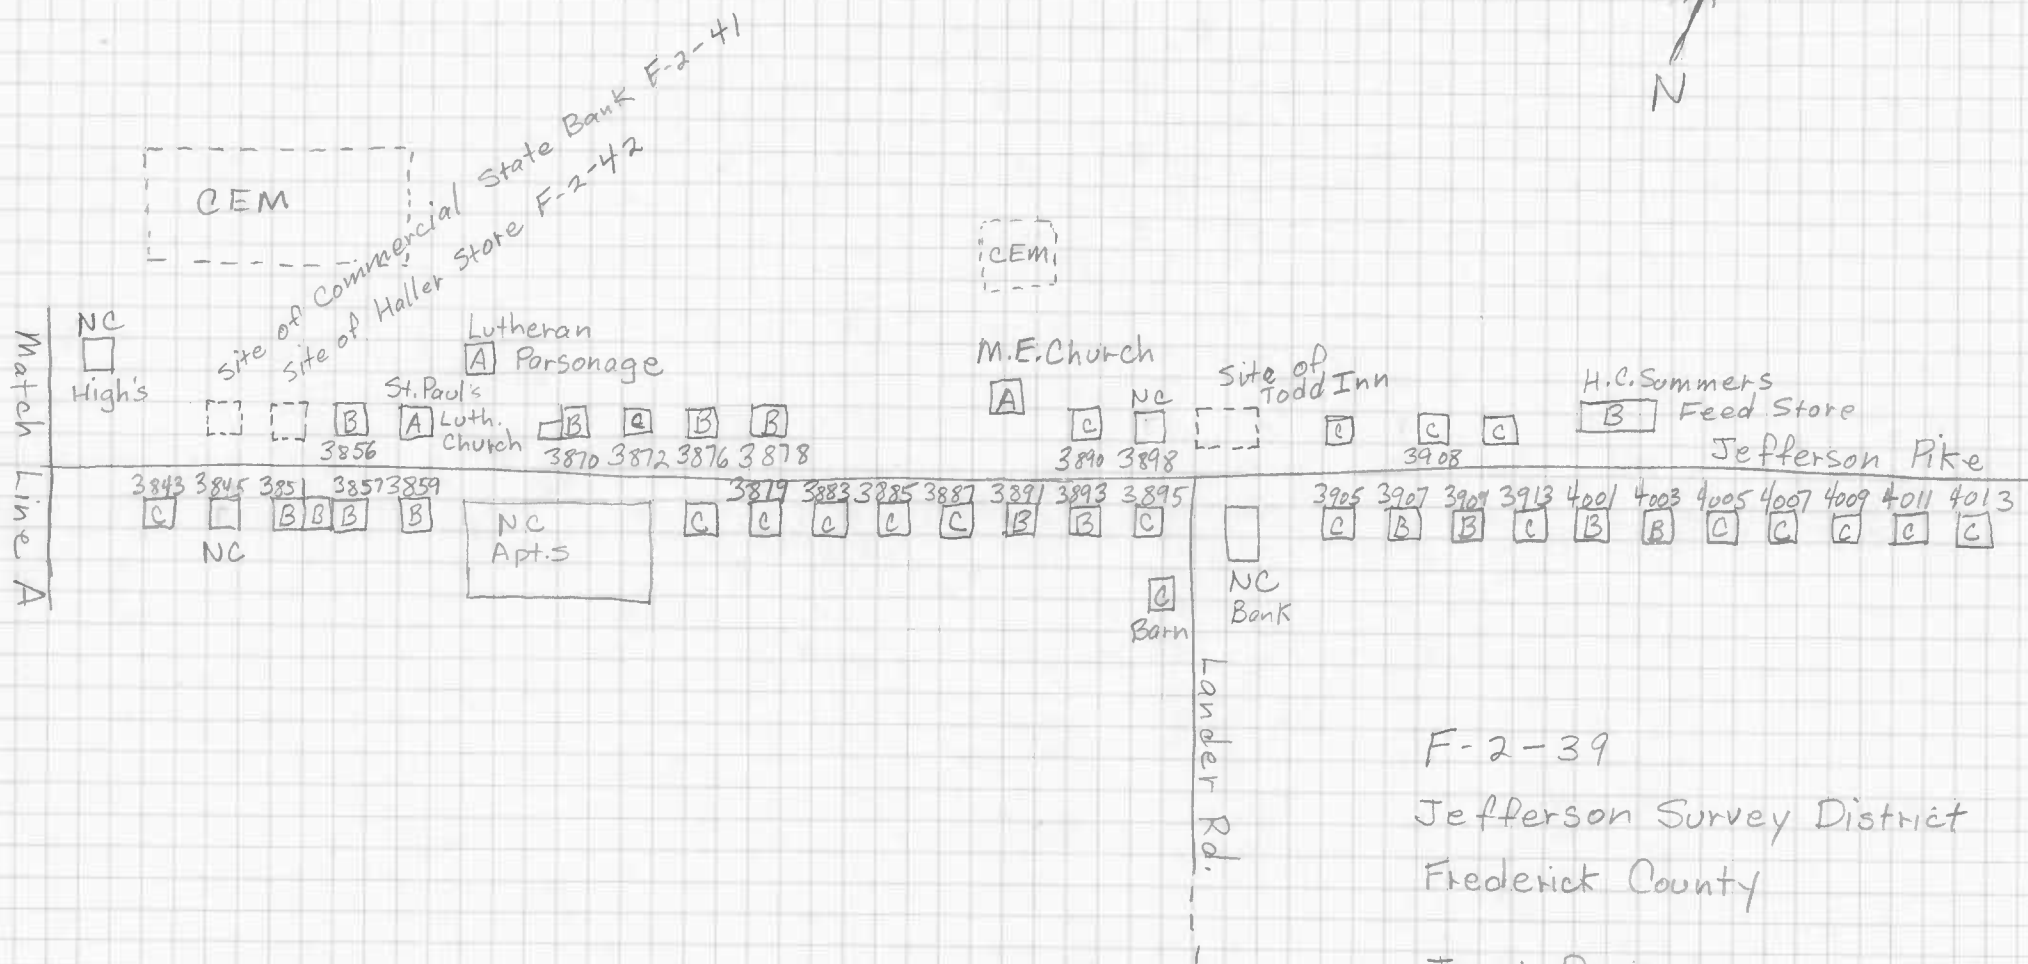 N
CEM
Site of Commercial State Bank F-2-41
Site of Haller Store F-2-42
CEM
Match Line A
NC
High's
Lutheran
A Parsonage
St. Paul's
A Luth.
Church
M.E. Church
A
NC
Site of
Todd Inn
H.C. Summers
B Feed Store
B B C B B C C C C
3856 3870 3872 3876 3878 3890 3898 3908
Jefferson Pike
3843 3845 3851 3857 3859 3879 3883 3885 3887 3891 3893 3895 3905 3907 3909 3913 4001 4003 4005 4007 4009 4011 4013
C B B B B C C C C C B B C C B B C B B C C C C C
NC
NC
Apt.s
C
Barn
NC
Bank
Lander Rd.
F-2-39
Jefferson Survey District
Frederick County